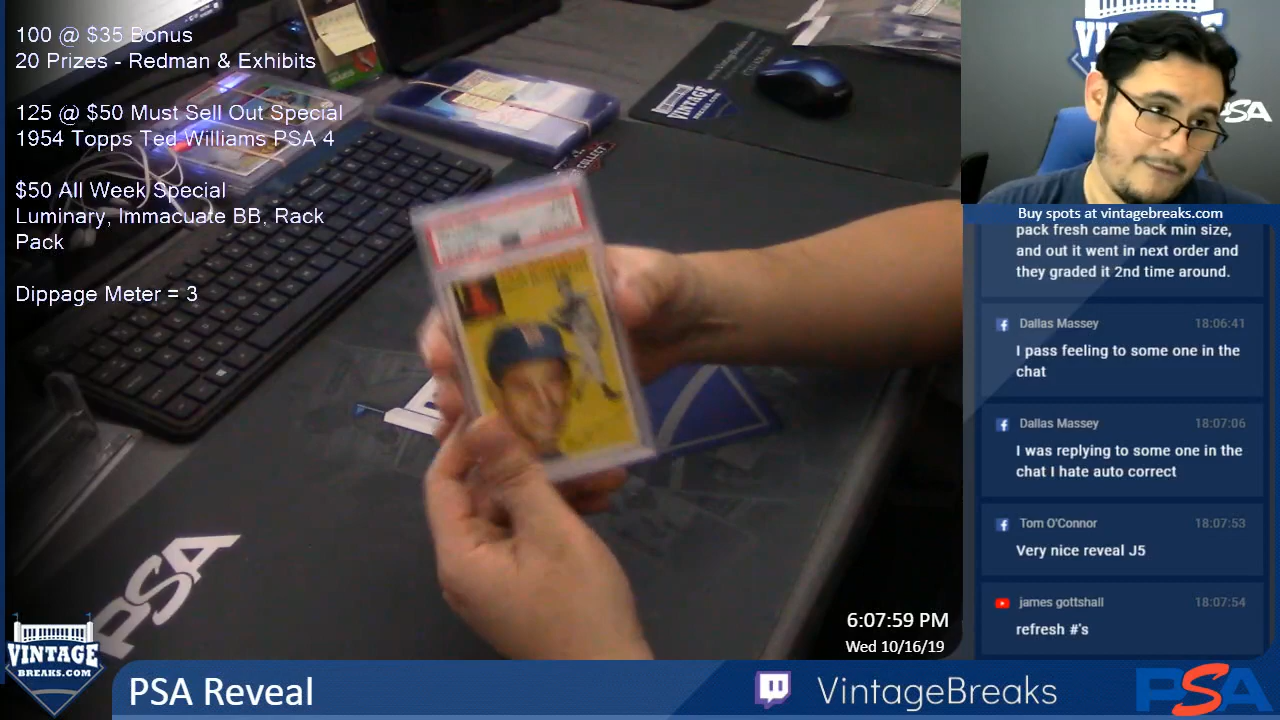 100 @ $35 Bonus
20 Prizes - Redman & Exhibits
125 @ $50 Must Sell Out Special
1954 Topps Ted Williams PSA 4
$50 All Week Special
Luminary, Immacuate BB, Rack
Pack
Dippage Meter = 3
VINTAGE
BREAKS.COM
COLLECT
PSA
PSA
Buy spots at vintagebreaks.com
pack fresh came back min size,
and out it went in next order and
they graded it 2nd time around.
Dallas Massey 18:06:41
I pass feeling to some one in the
chat
Dallas Massey 18:07:06
I was replying to some one in the
chat I hate auto correct
Tom O'Connor 18:07:53
Very nice reveal J5
james gottshall 18:07:54
refresh #'s
6:07:59 PM
Wed 10/16/19
VINTAGE
BREAKS.COM
PSA Reveal
VintageBreaks
PSA